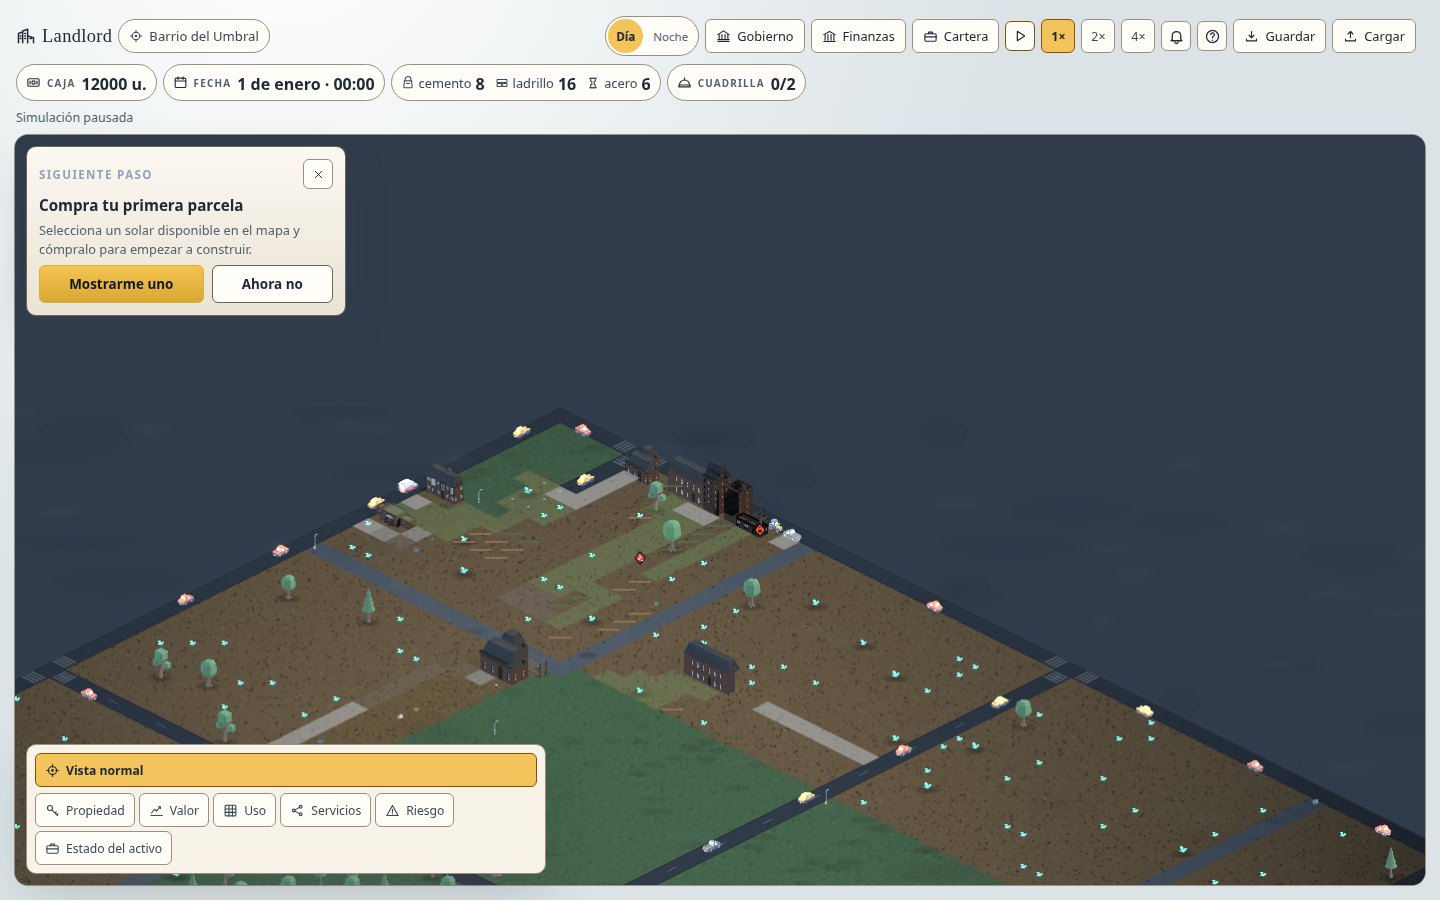 Landlord
Barrio del Umbral
Día
Noche
Gobierno
Finanzas
Cartera
1×
2×
4×
Guardar
Cargar
CAJA 12000 u.
FECHA 1 de enero · 00:00
cemento 8 ladrillo 16 acero 6
CUADRILLA 0/2
Simulación pausada
SIGUIENTE PASO
Compra tu primera parcela
Selecciona un solar disponible en el mapa y
cómpralo para empezar a construir.
Mostrarme uno
Ahora no
Vista normal
Propiedad
Valor
Uso
Servicios
Riesgo
Estado del activo